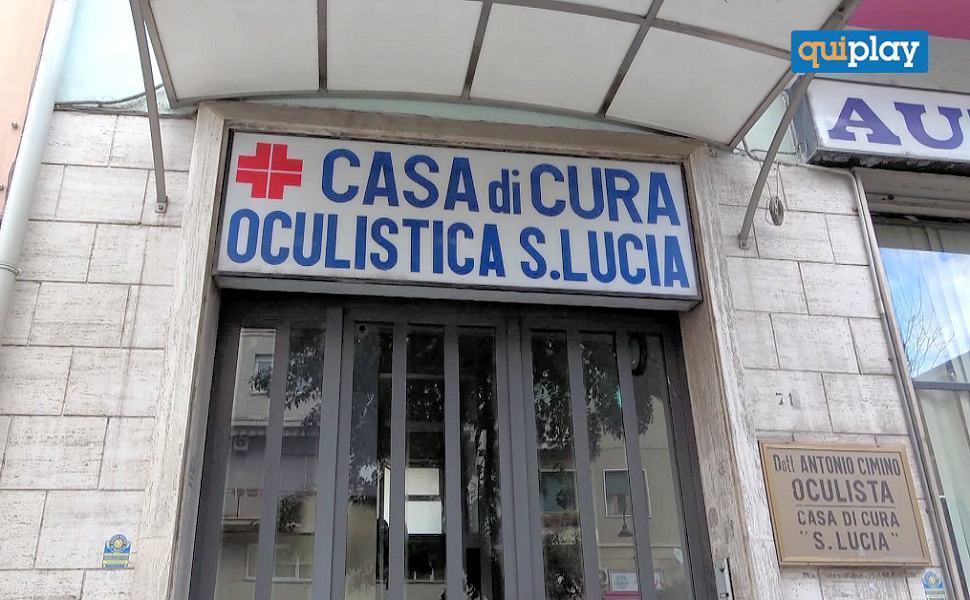 quiplay
AU
CASA di CURA
OCULISTICA S.LUCIA
71
Dott. ANTONIO CIMINO
OCULISTA
CASA DI CURA
"S. LUCIA"